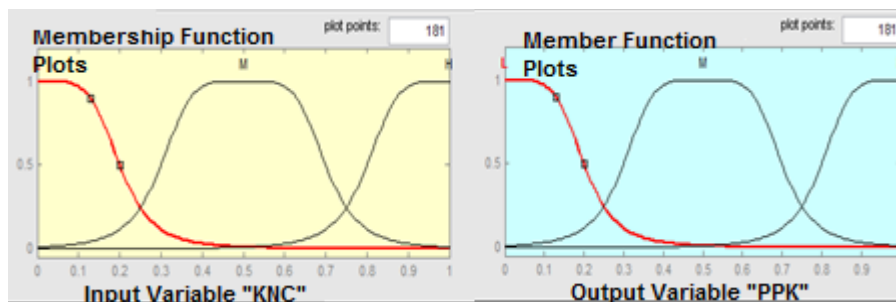 plot points: 181
Membership Function
Plots
M H
1
0.5
0
0 0.1 0.2 0.3 0.4 0.5 0.6 0.7 0.8 0.9 1
Input Variable "KNC"
plot points: 181
Member Function
Plots
L M
1
0.5
0
0 0.1 0.2 0.3 0.4 0.5 0.6 0.7 0.8 0.9
Output Variable "PPK"